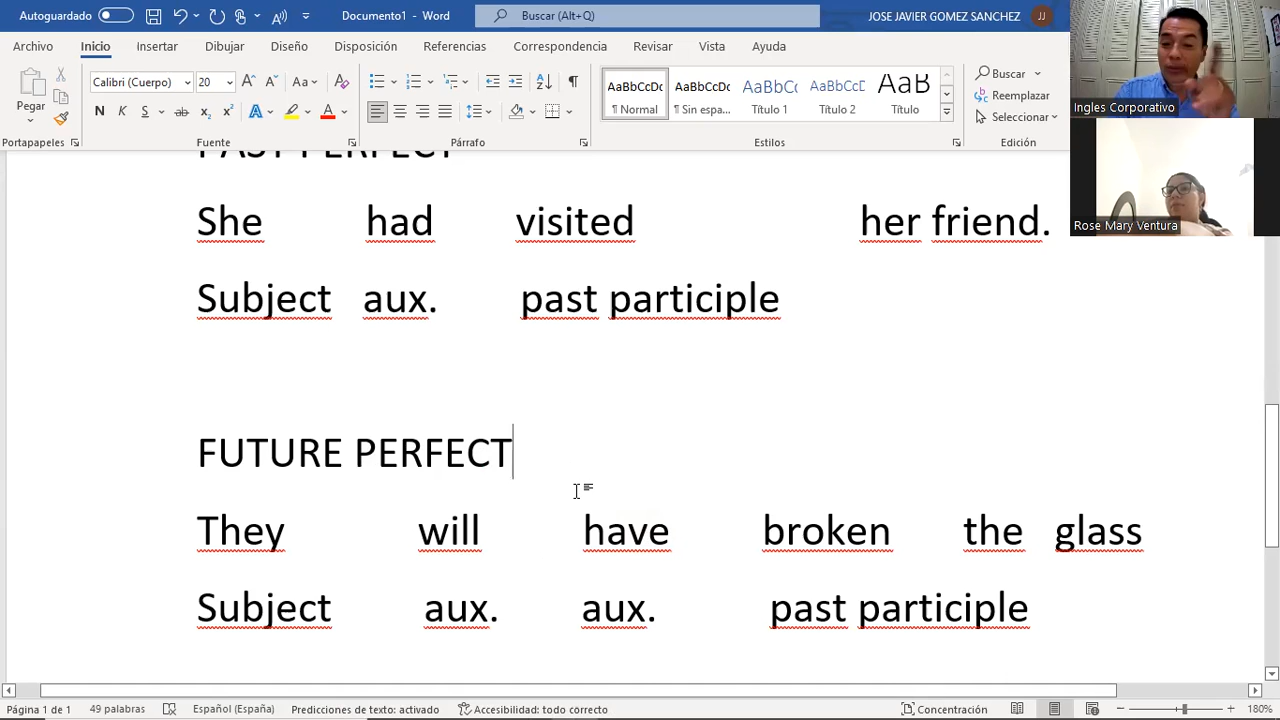 Autoguardado
Documento1 - Word
Buscar (Alt+Q)
JOSE JAVIER GOMEZ SANCHEZ
JJ
Archivo Inicio Insertar Dibujar Diseño Disposición Referencias Correspondencia Revisar Vista Ayuda
Pegar
Calibri (Cuerpo) 20
AaBbCcDc AaBbCcDc AaBbCc AaBbCcC AaB
¶ Normal ¶ Sin espa... Título 1 Título 2 Título
Buscar
Reemplazar
Seleccionar
Portapapeles Fuente Párrafo Estilos Edición
Ingles Corporativo
Rose Mary Ventura
PAST PERFECT
She had visited her friend.
Subject aux. past participle
FUTURE PERFECT
They will have broken the glass
Subject aux. aux. past participle
Página 1 de 1 49 palabras Español (España) Predicciones de texto: activado Accesibilidad: todo correcto Concentración 180%